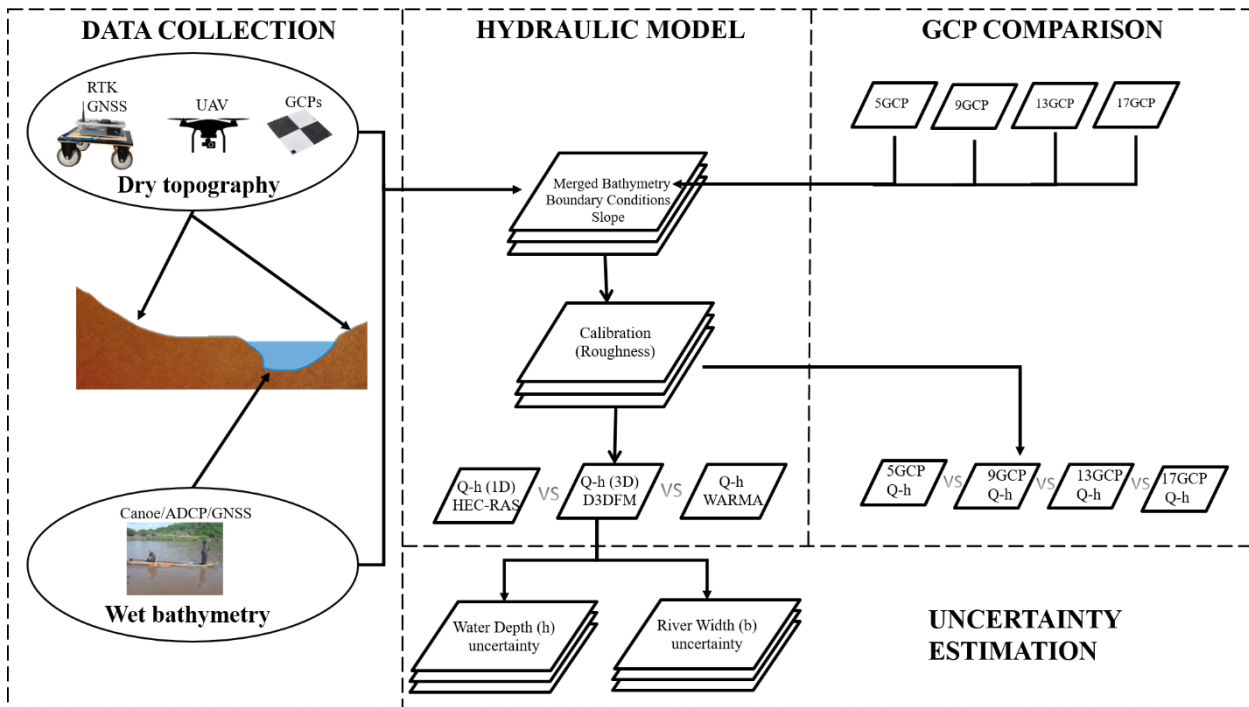 DATA COLLECTION
RTK
GNSS
UAV
GCPs
Dry topography
Canoe/ADCP/GNSS
Wet bathymetry
HYDRAULIC MODEL
Merged Bathymetry
Boundary Conditions
Slope
Calibration
(Roughness)
Q-h (1D)
HEC-RAS
VS
Q-h (3D)
D3DFM
VS
Q-h
WARMA
GCP COMPARISON
5GCP
9GCP
13GCP
17GCP
5GCP
Q-h
VS
9GCP
Q-h
VS
13GCP
Q-h
VS
17GCP
Q-h
Water Depth (h)
uncertainty
River Width (b)
uncertainty
UNCERTAINTY
ESTIMATION